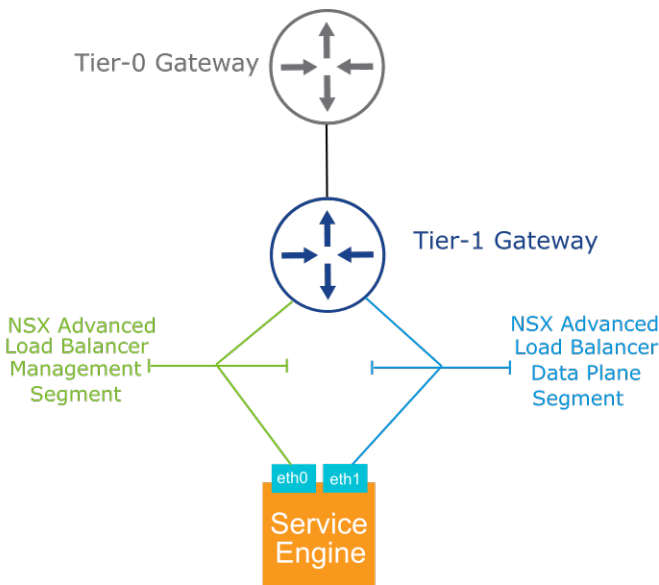 Tier-0 Gateway
Tier-1 Gateway
NSX Advanced
Load Balancer
Management
Segment
NSX Advanced
Load Balancer
Data Plane
Segment
eth0
eth1
Service
Engine